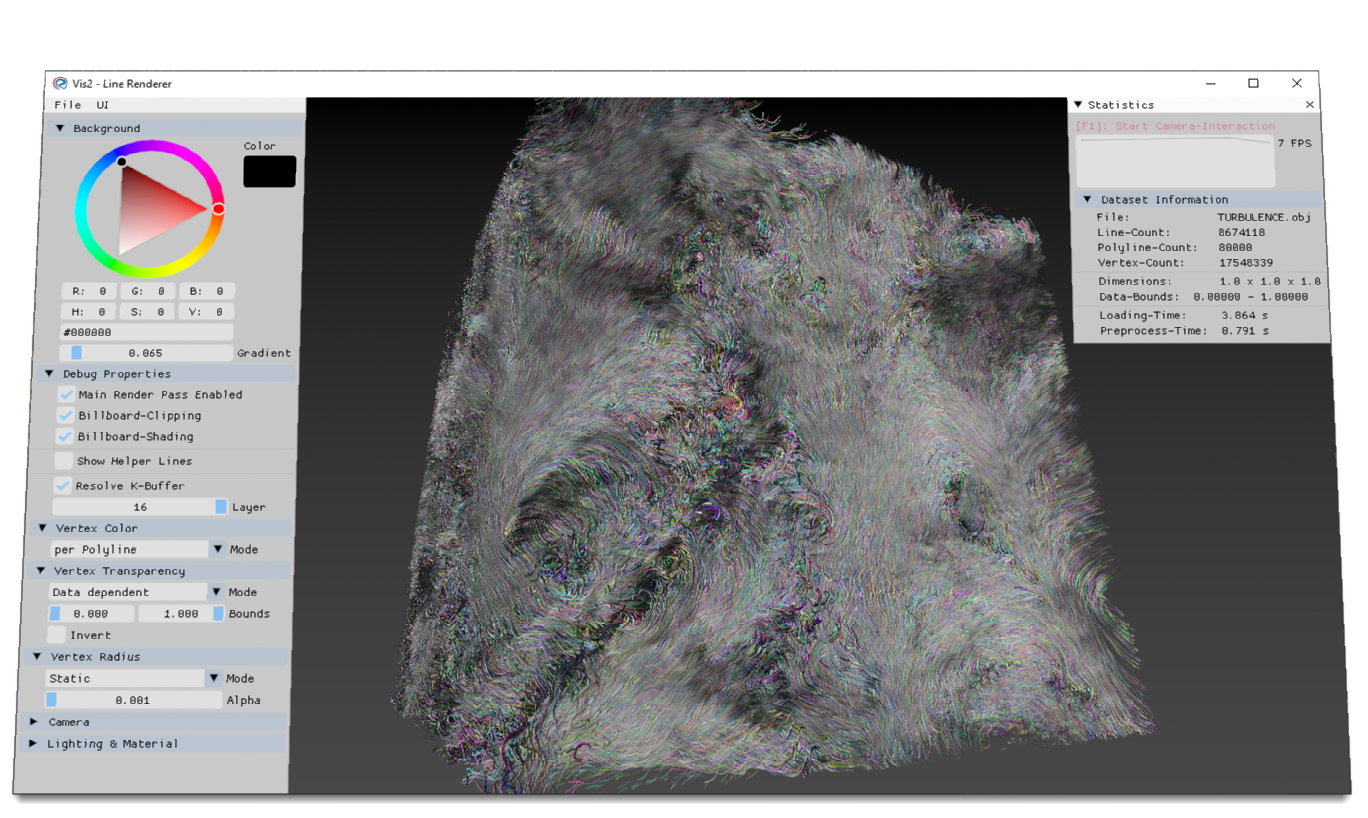 Vis2 - Line Renderer
File UI
Background
Color
R: 0 G: 0 B: 0
H: 0 S: 0 V: 0
#000000
0.065 Gradient
Debug Properties
Main Render Pass Enabled
Billboard-Clipping
Billboard-Shading
Show Helper Lines
Resolve K-Buffer
16 Layer
Vertex Color
per Polyline Mode
Vertex Transparency
Data dependent Mode
0.000 1.000 Bounds
Invert
Vertex Radius
Static Mode
0.001 Alpha
Camera
Lighting & Material
Statistics
[F1]: Start Camera-Interaction
7 FPS
Dataset Information
File: TURBULENCE.obj
Line-Count: 8674118
Polyline-Count: 80000
Vertex-Count: 17548339
Dimensions: 1.0 x 1.0 x 1.0
Data-Bounds: 0.00000 - 1.00000
Loading-Time: 3.864 s
Preprocess-Time: 0.791 s